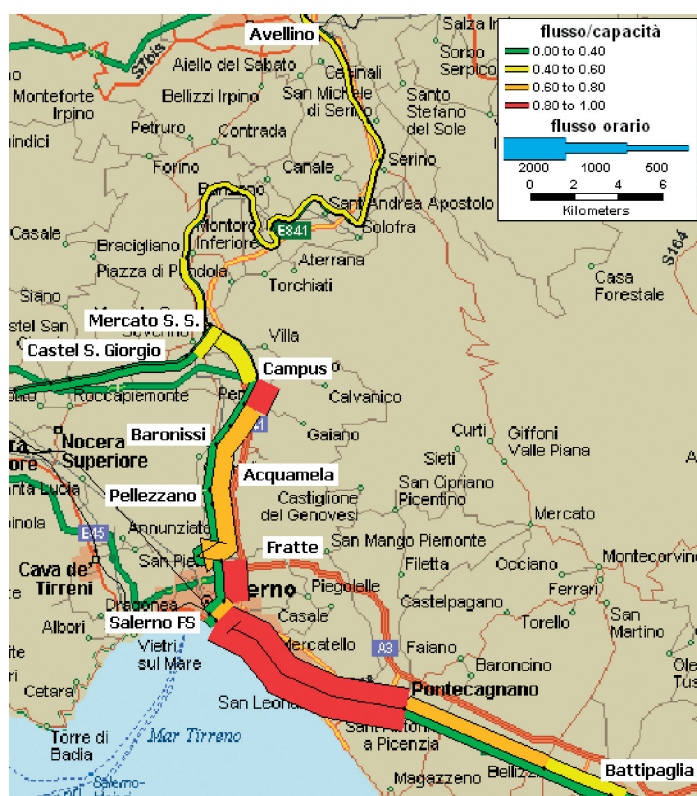 Avellino
S7bis
Aiello del Sabato
Cesinali
Salza Ir
Sorbo
Serpico
Monteforte
Irpino
Bellizzi Irpino
San Michele
di Serino
Santo
Stefano
del Sole
flusso/capacità
0.00 to 0.40
0.40 to 0.60
0.60 to 0.80
0.80 to 1.00
flusso orario
2000 1000 500
0 2 4 6
Kilometers
uindici
Petruro
Contrada
Forino
Canale
Serino
Sant Andrea Apostolo
Casale
Bracigliano
Montoro
Inferiore
E841
Solofra
S164
Piazza di Pandola
Aterrana
Torchiati
Casa
Forestale
Siano
Mercato S. S.
Castel S. Giorgio
Villa
Campus
Roccapiemonte
Calvanico
Baronissi
Gaiano
Curti
Giffoni
Valle Piana
Nocera
Superiore
Acquamela
Sieti
Pellezzano
Castiglione
del Genovesi
San Cipriano
Picentino
Mercato
E45
Annunziata
Fratte
San Mango Piemonte
Cava de'
Tirreni
Filetta
Occiano
Montecorvino
Piegolelle
Ferrari
Dragonea
Casale
Castelpagano
San
Martino
Albori
Salerno FS
Torello
Vietri
sul Mare
A3
Faiano
Baroncino
Cetara
Pontecagnano
Torre di
Badia
Mar Tirreno
a Picenzia
Battipaglia
Magazzeno